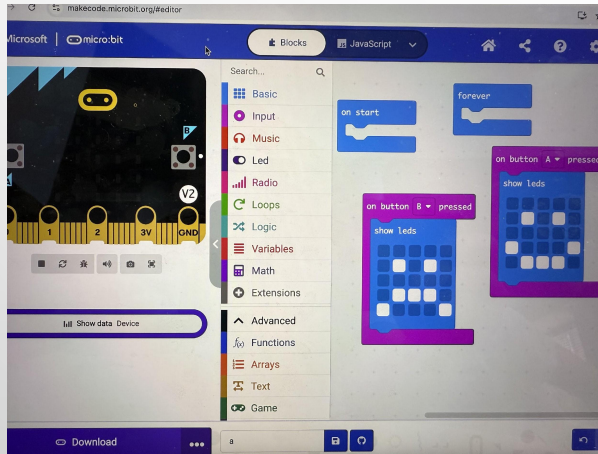 makecode.microbit.org/#editor
Microsoft
micro:bit
Blocks
JavaScript
B
V2
1
2
3V
GND
Show data Device
Download
Search...
Basic
Input
Music
Led
Radio
Loops
Logic
Variables
Math
Extensions
Advanced
f(x) Functions
Arrays
Text
Game
a
on start
forever
on button A pressed
show leds
on button B pressed
show leds